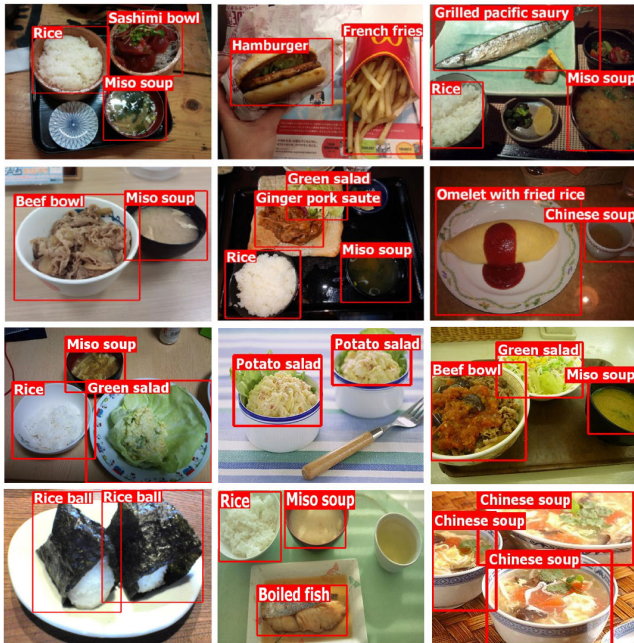 Rice
Sashimi bowl
Miso soup
Hamburger
French fries
Grilled pacific saury
Rice
Miso soup
Beef bowl
Miso soup
Green salad
Ginger pork saute
Rice
Miso soup
Omelet with fried rice
Chinese soup
Miso soup
Rice
Green salad
Potato salad
Potato salad
Green salad
Beef bowl
Miso soup
Rice ball
Rice ball
Rice
Miso soup
Boiled fish
Chinese soup
Chinese soup
Chinese soup